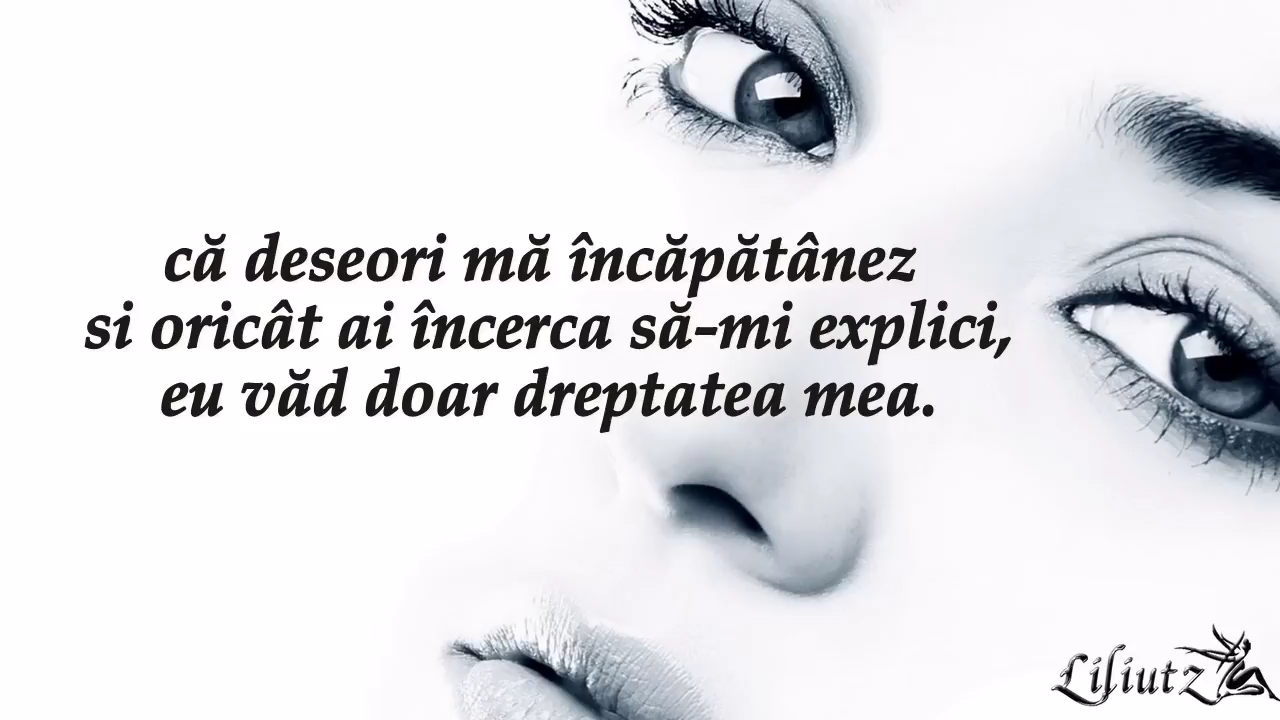 că deseori mă încăpătânez
si oricât ai încerca să-mi explici,
eu văd doar dreptatea mea.
Liliutz